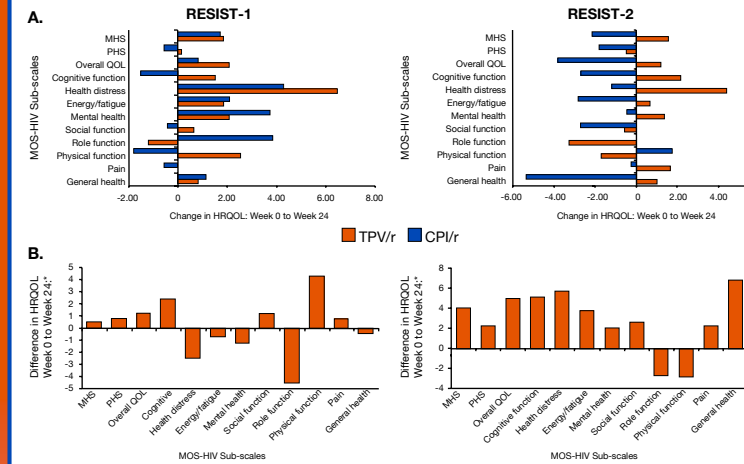 A.
RESIST-1
MOS-HIV Sub-scales
MHS
PHS
Overall QOL
Cognitive function
Health distress
Energy/fatigue
Mental health
Social function
Role function
Physical function
Pain
General health
-2.00 0 2.00 4.00 6.00 8.00
Change in HRQOL: Week 0 to Week 24
RESIST-2
MOS-HIV Sub-scales
MHS
PHS
Overall QOL
Cognitive function
Health distress
Energy/fatigue
Mental health
Social function
Role function
Physical function
Pain
General health
-6.00 -4.00 -2.00 0 2.00 4.00
Change in HRQOL: Week 0 to Week 24
TPV/r CPI/r
B.
Difference in HRQOL
Week 0 to Week 24:*
5
4
3
2
1
0
-1
-2
-3
-4
-5
MHS
PHS
Overall QOL
Cognitive
Health distress
Energy/fatigue
Mental health
Social function
Role function
Physical function
Pain
General health
MOS-HIV Sub-scales
Difference in HRQOL
Week 0 to Week 24:*
8
6
4
2
0
-2
-4
MHS
PHS
Overall QOL
Cognitive function
Health distress
Energy/fatigue
Mental health
Social function
Role function
Physical function
Pain
General health
MOS-HIV Sub-scales